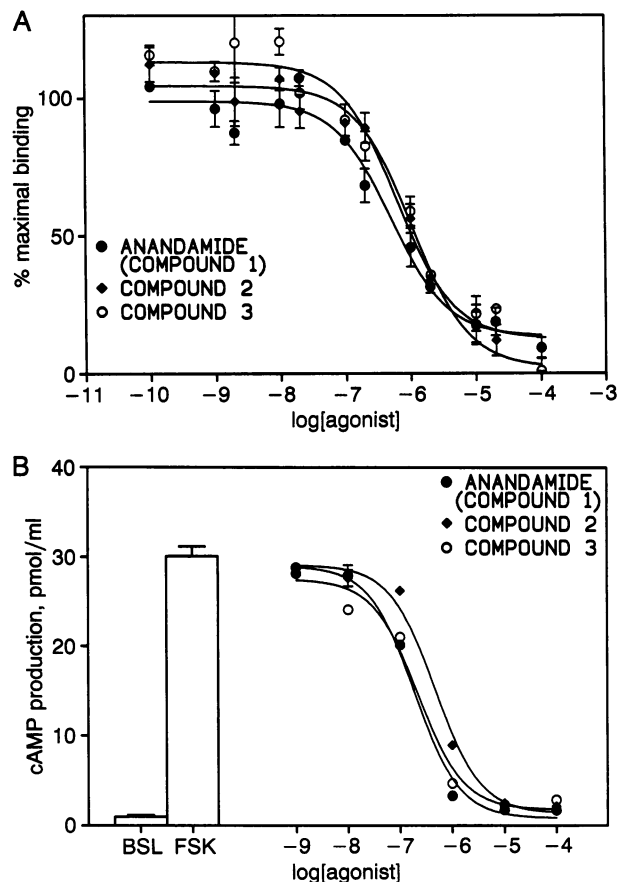 A
% maximal binding
100
50
0
● ANANDAMIDE
(COMPOUND 1)
◆ COMPOUND 2
○ COMPOUND 3
−11 −10 −9 −8 −7 −6 −5 −4 −3
log[agonist]
B
cAMP production, pmol/ml
40
30
20
10
0
● ANANDAMIDE
(COMPOUND 1)
◆ COMPOUND 2
○ COMPOUND 3
BSL FSK −9 −8 −7 −6 −5 −4
log[agonist]